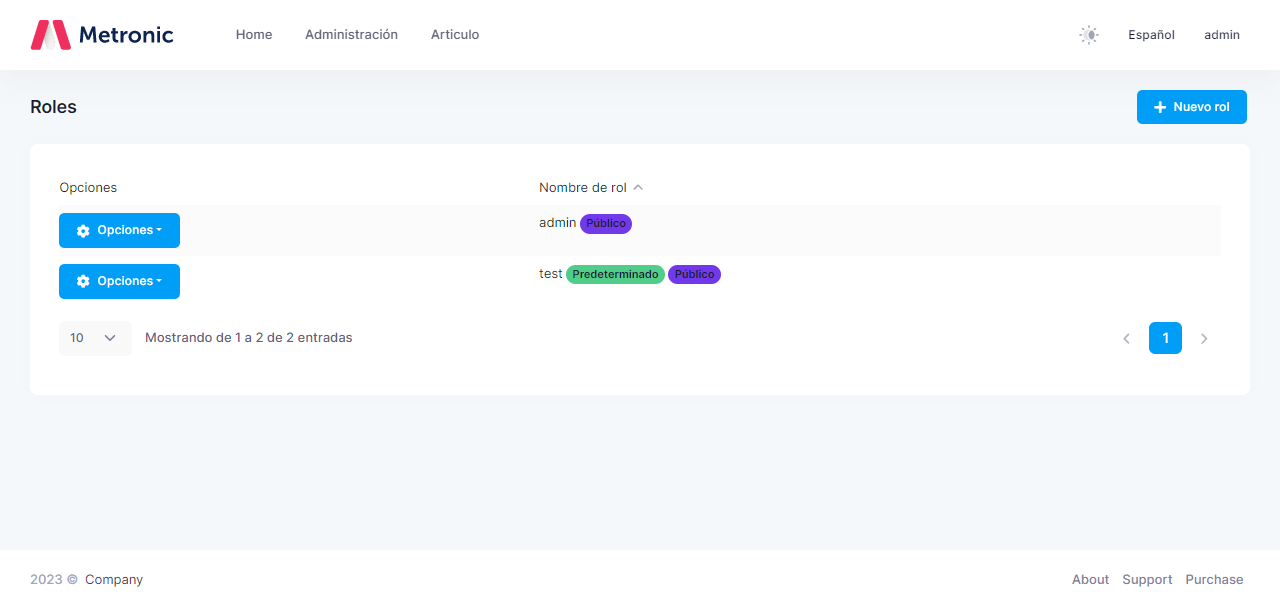 Metronic Home Administración Articulo Español admin
Roles Nuevo rol
Opciones Nombre de rol
Opciones admin Público
Opciones test Predeterminado Público
10 Mostrando de 1 a 2 de 2 entradas 1
2023 © Company About Support Purchase